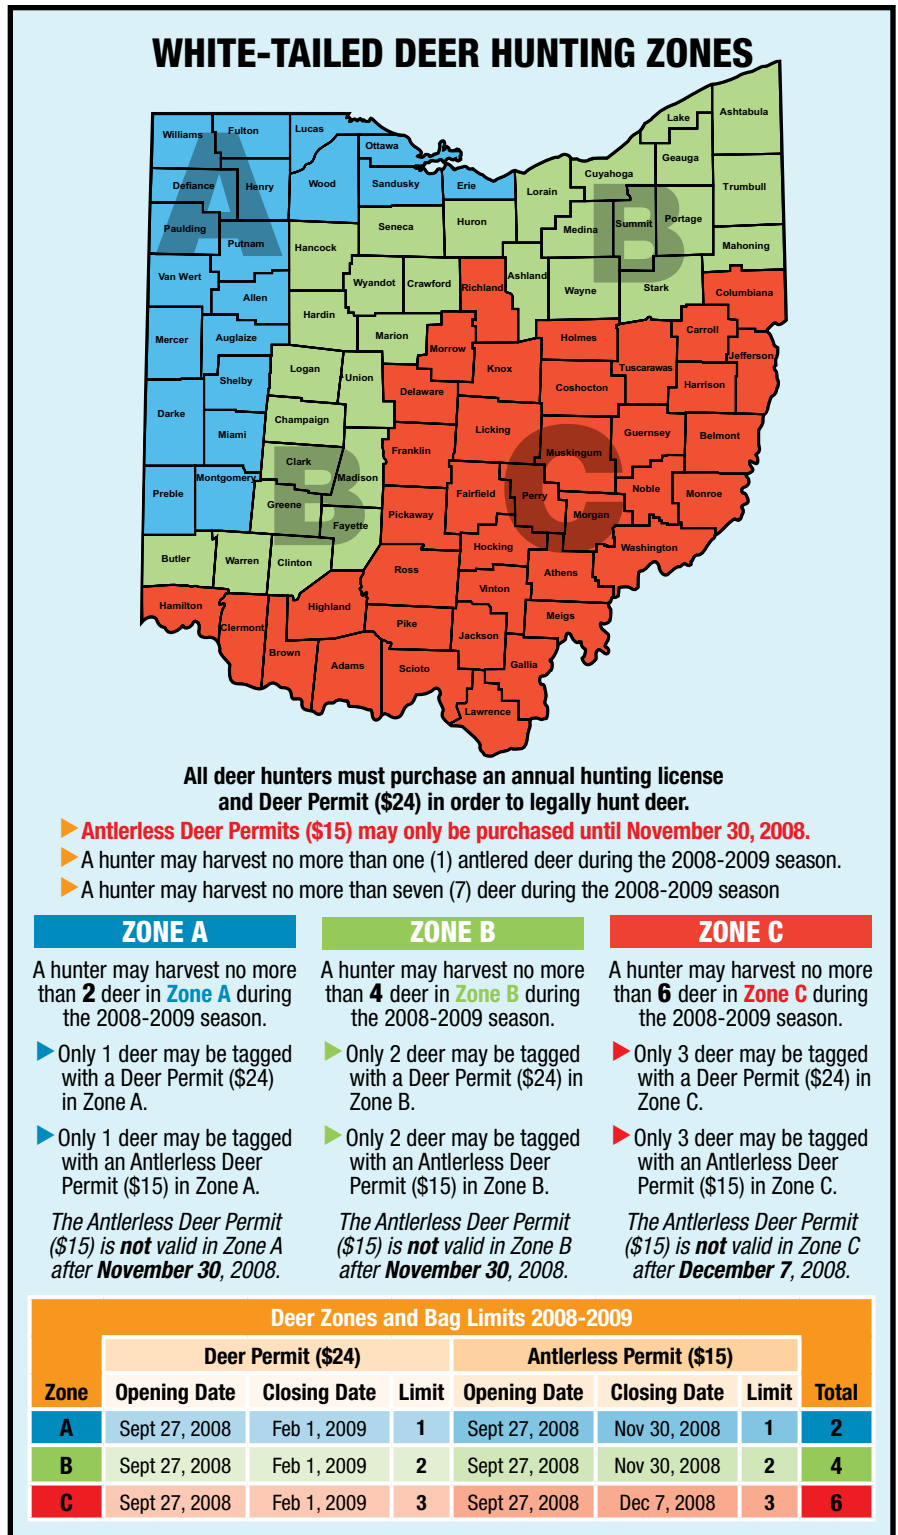 WHITE-TAILED DEER HUNTING ZONES
Ashtabula
Lake
Williams
Fulton
Lucas
Ottawa
Geauga
Cuyahoga
Defiance
Henry
Wood
Sandusky
Erie
Lorain
Trumbull
A
B
Paulding
Putnam
Seneca
Huron
Medina
Summit
Portage
Hancock
Mahoning
Van Wert
Allen
Wyandot
Crawford
Richland
Ashland
Wayne
Stark
Columbiana
Hardin
Mercer
Auglaize
Marion
Morrow
Holmes
Carroll
Jefferson
Logan
Union
Knox
Tuscarawas
Shelby
Delaware
Coshocton
Harrison
Darke
Champaign
Miami
Licking
Guernsey
Belmont
Franklin
Muskingum
Clark
B
C
Preble
Montgomery
Madison
Fairfield
Perry
Noble
Monroe
Greene
Fayette
Pickaway
Morgan
Butler
Warren
Clinton
Hocking
Washington
Ross
Athens
Vinton
Hamilton
Highland
Meigs
Clermont
Pike
Jackson
Brown
Adams
Scioto
Gallia
Lawrence
All deer hunters must purchase an annual hunting license
and Deer Permit ($24) in order to legally hunt deer.
Antlerless Deer Permits ($15) may only be purchased until November 30, 2008.
A hunter may harvest no more than one (1) antlered deer during the 2008-2009 season.
A hunter may harvest no more than seven (7) deer during the 2008-2009 season
ZONE A
A hunter may harvest no more
than 2 deer in Zone A during
the 2008-2009 season.
Only 1 deer may be tagged
with a Deer Permit ($24)
in Zone A.
Only 1 deer may be tagged
with an Antlerless Deer
Permit ($15) in Zone A.
The Antlerless Deer Permit
($15) is not valid in Zone A
after November 30, 2008.
ZONE B
A hunter may harvest no more
than 4 deer in Zone B during
the 2008-2009 season.
Only 2 deer may be tagged
with a Deer Permit ($24) in
Zone B.
Only 2 deer may be tagged
with an Antlerless Deer
Permit ($15) in Zone B.
The Antlerless Deer Permit
($15) is not valid in Zone B
after November 30, 2008.
ZONE C
A hunter may harvest no more
than 6 deer in Zone C during
the 2008-2009 season.
Only 3 deer may be tagged
with a Deer Permit ($24) in
Zone C.
Only 3 deer may be tagged
with an Antlerless Deer
Permit ($15) in Zone C.
The Antlerless Deer Permit
($15) is not valid in Zone C
after December 7, 2008.
Deer Zones and Bag Limits 2008-2009
Deer Permit ($24) Antlerless Permit ($15)
Zone Opening Date Closing Date Limit Opening Date Closing Date Limit Total
A Sept 27, 2008 Feb 1, 2009 1 Sept 27, 2008 Nov 30, 2008 1 2
B Sept 27, 2008 Feb 1, 2009 2 Sept 27, 2008 Nov 30, 2008 2 4
C Sept 27, 2008 Feb 1, 2009 3 Sept 27, 2008 Dec 7, 2008 3 6